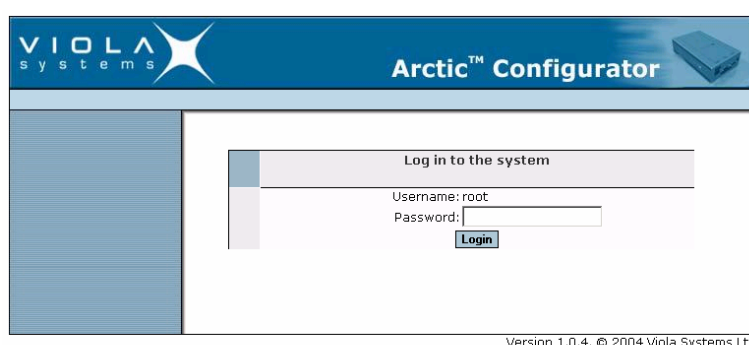 VIOLA
systems
Arctic™ Configurator
Log in to the system
Username: root
Password:
Login
Version 1.0.4, © 2004 Viola Systems Lt